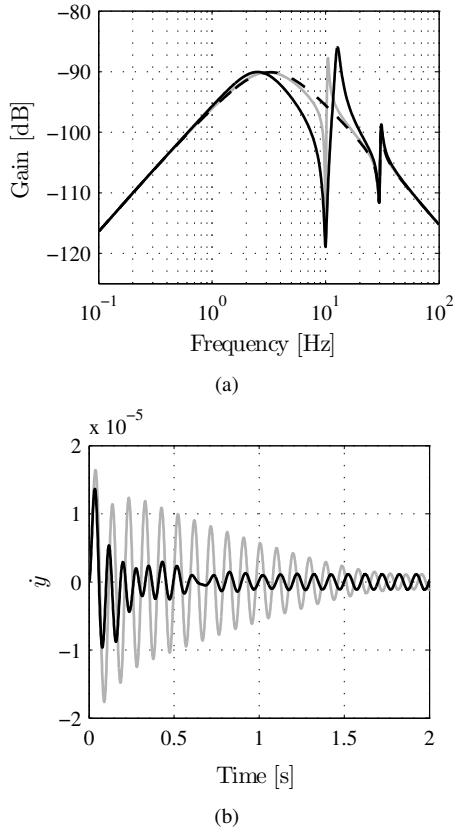 −80
−90
−100
−110
−120
Gain [dB]
10^−1 10^0 10^1 10^2
Frequency [Hz]
(a)
x 10^−5
2
1
0
−1
−2
ẏ
0 0.5 1 1.5 2
Time [s]
(b)